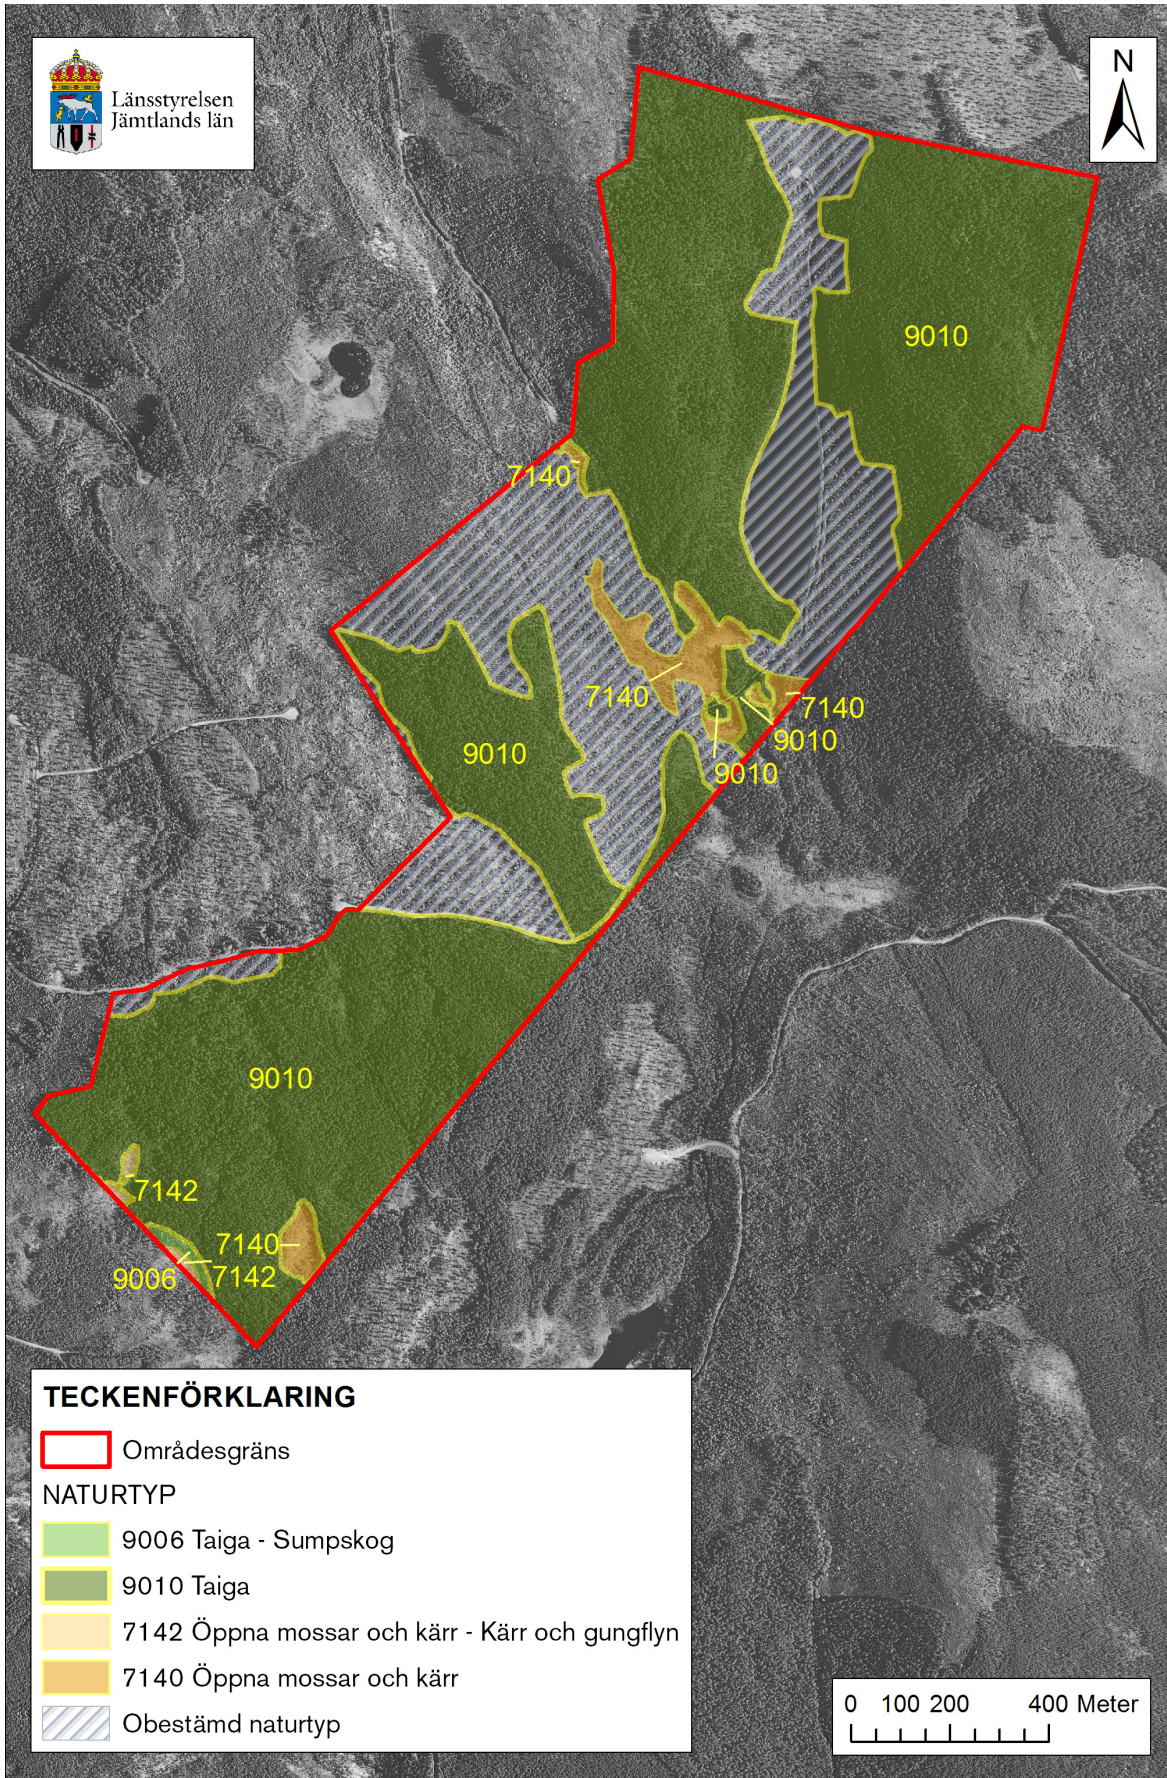 Länsstyrelsen
Jämtlands län
N
9010
7140
7140
7140
9010
9010
9010
9010
7142
7140
9006
7142
TECKENFÖRKLARING
Områdesgräns
NATURTYP
9006 Taiga - Sumpskog
9010 Taiga
7142 Öppna mossar och kärr - Kärr och gungflyn
7140 Öppna mossar och kärr
Obestämd naturtyp
0 100 200 400 Meter